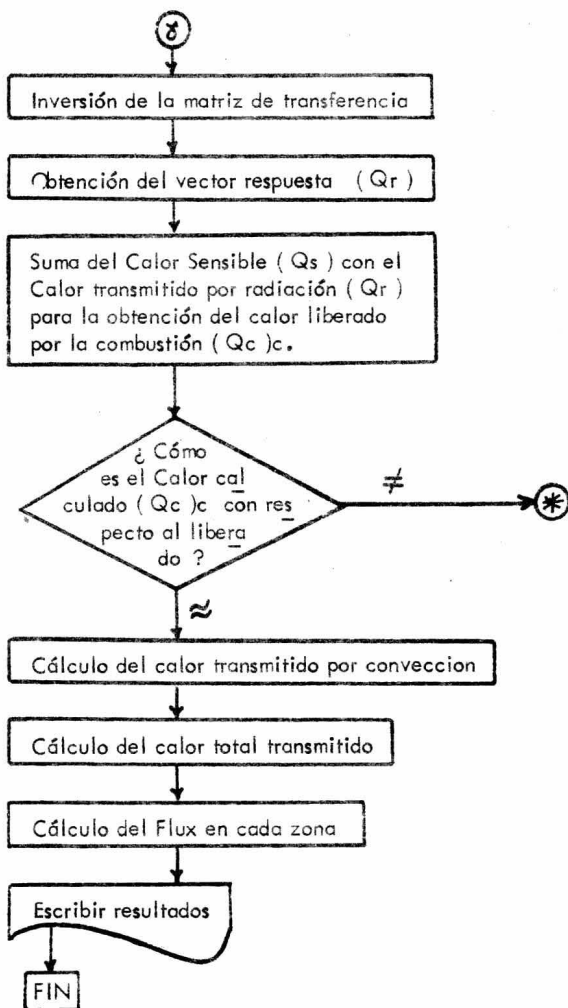 γ
Inversión de la matriz de transferencia
Obtención del vector respuesta ( Qr )
Suma del Calor Sensible ( Qs ) con el
Calor transmitido por radiación ( Qr )
para la obtención del calor liberado
por la combustión ( Qc )c.
¿ Cómo
es el Calor cal
culado ( Qc )c con res
pecto al libera
do ?
≠
*
≈
Cálculo del calor transmitido por conveccion
Cálculo del calor total transmitido
Cálculo del Flux en cada zona
Escribir resultados
FIN